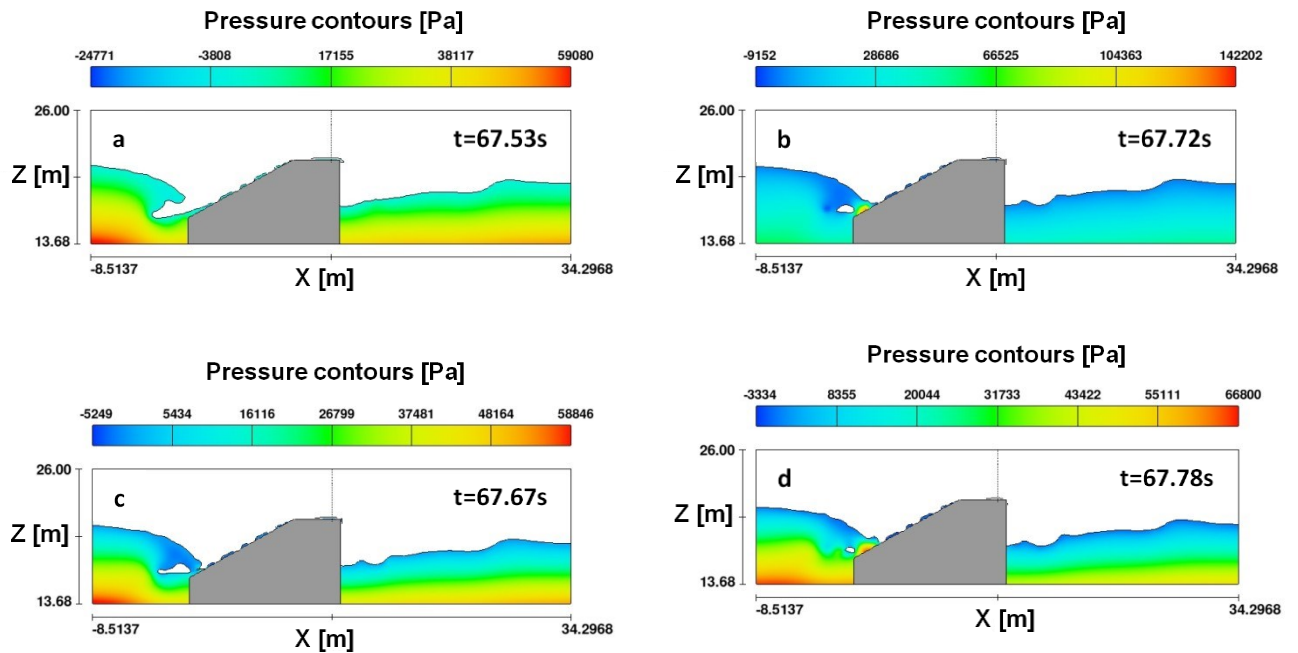 Pressure contours [Pa]
-24771 -3808 17155 38117 59080
26.00
a t=67.53s
Z [m]
13.68
-8.5137 34.2968
X [m]
Pressure contours [Pa]
-9152 28686 66525 104363 142202
26.00
b t=67.72s
Z [m]
13.68
-8.5137 34.2968
X [m]
Pressure contours [Pa]
-5249 5434 16116 26799 37481 48164 58846
26.00
c t=67.67s
Z [m]
13.68
-8.5137 34.2968
X [m]
Pressure contours [Pa]
-3334 8355 20044 31733 43422 55111 66800
26.00
d t=67.78s
Z [m]
13.68
-8.5137 34.2968
X [m]